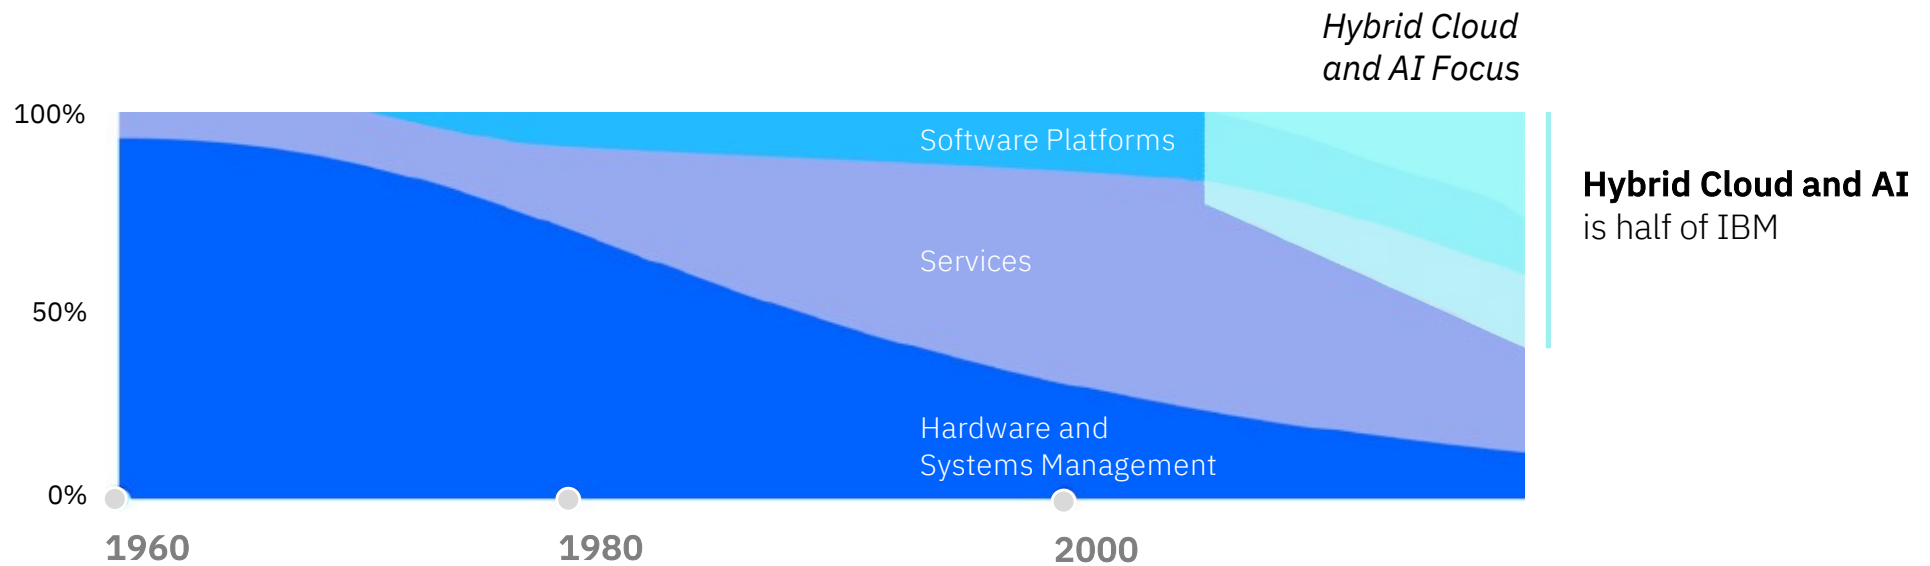 Hybrid Cloud
and AI Focus
100%
Software Platforms
Hybrid Cloud and AI
is half of IBM
Services
50%
Hardware and
Systems Management
0%
1960
1980
2000